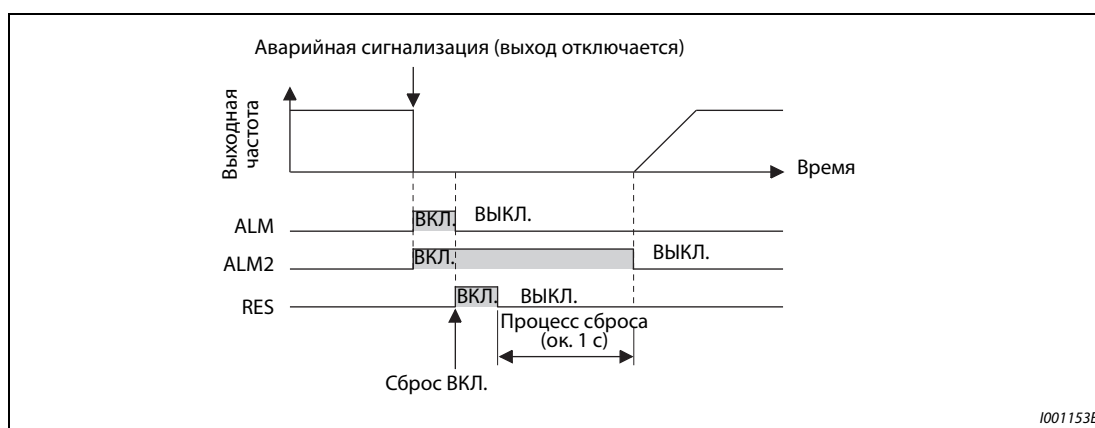 Аварийная сигнализация (выход отключается)
Выходная
частота
Время
ALM
ВКЛ.
ВЫКЛ.
ALM2
ВКЛ.
ВЫКЛ.
RES
ВКЛ.
ВЫКЛ.
Процесс сброса
(ок. 1 с)
Сброс ВКЛ.
I001153E